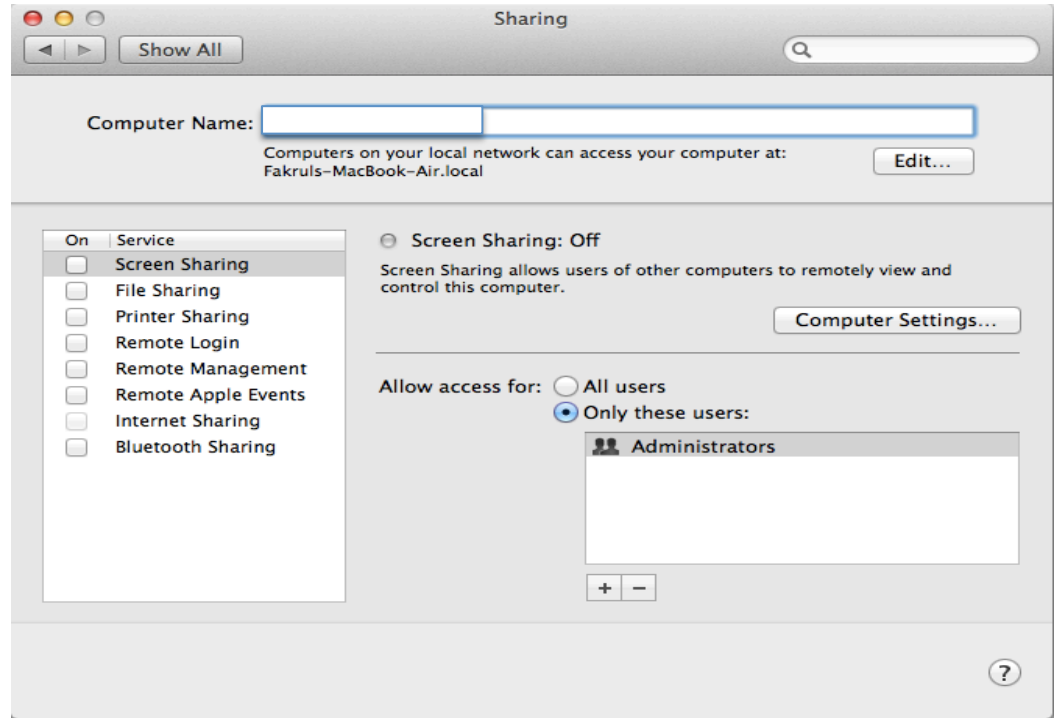 Sharing
Show All
Computer Name:
Computers on your local network can access your computer at:
Fakruls-MacBook-Air.local
Edit...
On Service
Screen Sharing
File Sharing
Printer Sharing
Remote Login
Remote Management
Remote Apple Events
Internet Sharing
Bluetooth Sharing
Screen Sharing: Off
Screen Sharing allows users of other computers to remotely view and
control this computer.
Computer Settings...
Allow access for: All users
Only these users:
Administrators
+ −
?